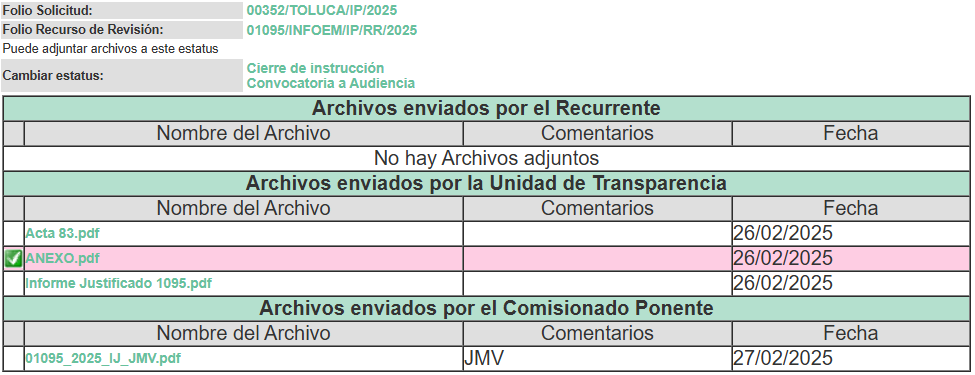 Folio Solicitud: 00352/TOLUCA/IP/2025
Folio Recurso de Revisión: 01095/INFOEM/IP/RR/2025
Puede adjuntar archivos a este estatus
Cambiar estatus: Cierre de instrucción
Convocatoria a Audiencia
Archivos enviados por el Recurrente
Nombre del Archivo Comentarios Fecha
No hay Archivos adjuntos
Archivos enviados por la Unidad de Transparencia
Nombre del Archivo Comentarios Fecha
Acta 83.pdf 26/02/2025
ANEXO.pdf 26/02/2025
Informe Justificado 1095.pdf 26/02/2025
Archivos enviados por el Comisionado Ponente
Nombre del Archivo Comentarios Fecha
01095_2025_IJ_JMV.pdf JMV 27/02/2025